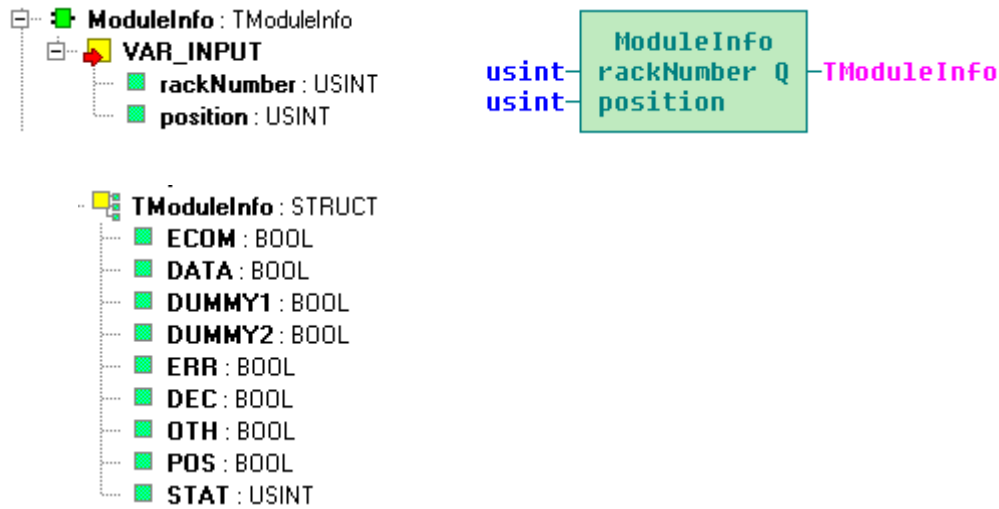 ModuleInfo : TModuleInfo
VAR_INPUT
rackNumber : USINT
position : USINT
ModuleInfo
usint rackNumber Q TModuleInfo
usint position
TModuleInfo : STRUCT
ECOM : BOOL
DATA : BOOL
DUMMY1 : BOOL
DUMMY2 : BOOL
ERR : BOOL
DEC : BOOL
OTH : BOOL
POS : BOOL
STAT : USINT